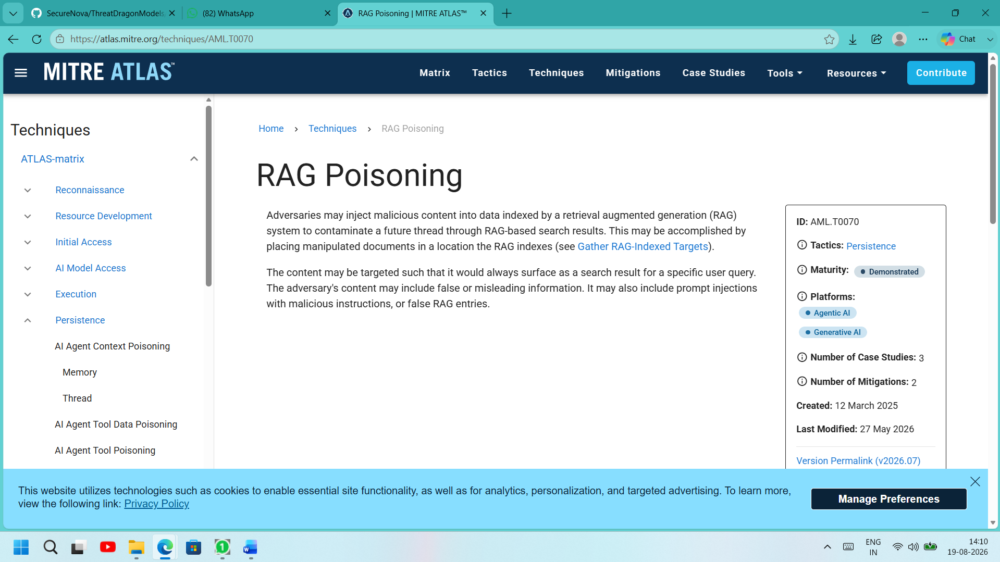 SecureNova/ThreatDragonModels/
(82) WhatsApp
RAG Poisoning | MITRE ATLAS™
https://atlas.mitre.org/techniques/AML.T0070
Chat
MITRE ATLAS™
Matrix
Tactics
Techniques
Mitigations
Case Studies
Tools
Resources
Contribute
Techniques
ATLAS-matrix
Reconnaissance
Resource Development
Initial Access
AI Model Access
Execution
Persistence
AI Agent Context Poisoning
Memory
Thread
AI Agent Tool Data Poisoning
AI Agent Tool Poisoning
Home > Techniques > RAG Poisoning
RAG Poisoning
Adversaries may inject malicious content into data indexed by a retrieval augmented generation (RAG)
system to contaminate a future thread through RAG-based search results. This may be accomplished by
placing manipulated documents in a location the RAG indexes (see Gather RAG-Indexed Targets).
The content may be targeted such that it would always surface as a search result for a specific user query.
The adversary's content may include false or misleading information. It may also include prompt injections
with malicious instructions, or false RAG entries.
ID: AML.T0070
Tactics: Persistence
Maturity: Demonstrated
Platforms:
Agentic AI
Generative AI
Number of Case Studies: 3
Number of Mitigations: 2
Created: 12 March 2025
Last Modified: 27 May 2026
Version Permalink (v2026.07)
This website utilizes technologies such as cookies to enable essential site functionality, as well as for analytics, personalization, and targeted advertising. To learn more,
view the following link: Privacy Policy
Manage Preferences
1
W
ENG
IN
14:10
19-08-2026